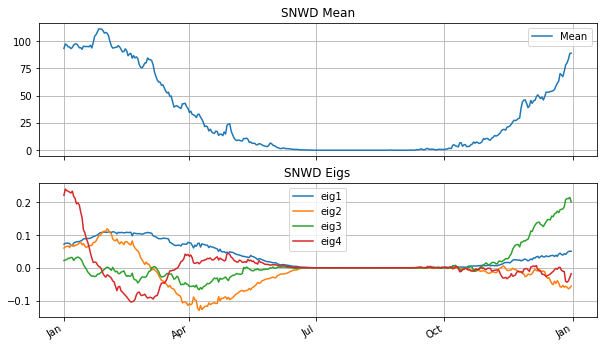 SNWD Mean
100
75
50
25
0
Mean
SNWD Eigs
0.2
0.1
0.0
−0.1
eig1
eig2
eig3
eig4
Jan Apr Jul Oct Jan